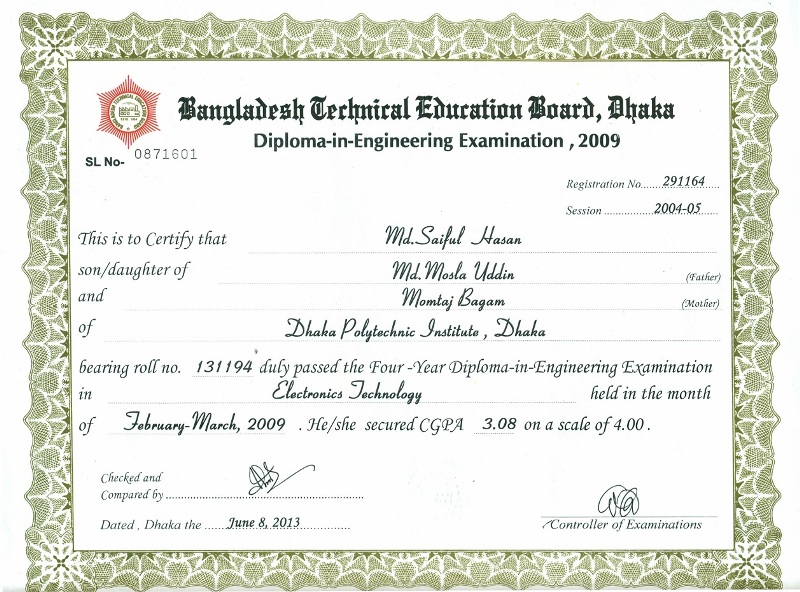 Bangladesh Technical Education Board, Dhaka
Diploma-in-Engineering Examination , 2009
SL No- 0871601
Registration No. 291164
Session 2004-05
This is to Certify that Md.Saiful Hasan
son/daughter of Md.Mosla Uddin (Father)
and Momtaj Bagam (Mother)
of Dhaka Polytechnic Institute , Dhaka
bearing roll no. 131194 duly passed the Four -Year Diploma-in-Engineering Examination
in Electronics Technology held in the month
of February-March, 2009 . He/she secured CGPA 3.08 on a scale of 4.00 .
Checked and
Compared by
Dated , Dhaka the June 8, 2013
Controller of Examinations